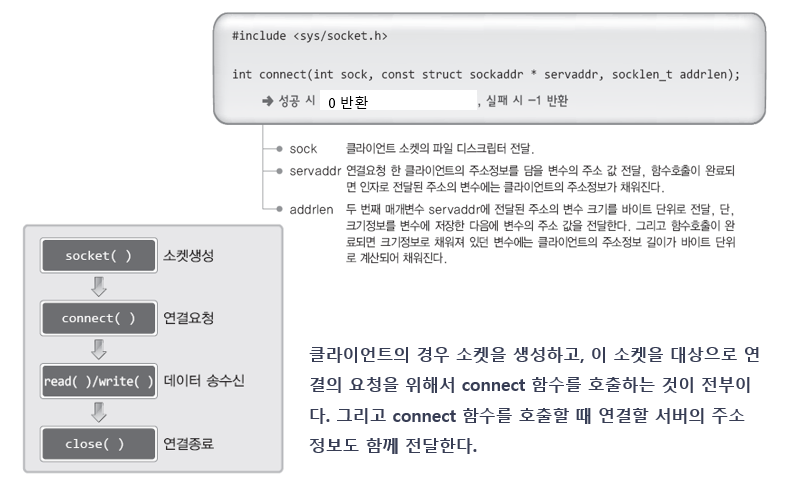 #include <sys/socket.h>
int connect(int sock, const struct sockaddr * servaddr, socklen_t addrlen);
➔ 성공 시 0 반환 , 실패 시 −1 반환
sock 클라이언트 소켓의 파일 디스크립터 전달.
servaddr 연결요청 한 클라이언트의 주소정보를 담을 변수의 주소 값 전달, 함수호출이 완료되
면 인자로 전달된 주소의 변수에는 클라이언트의 주소정보가 채워진다.
addrlen 두 번째 매개변수 servaddr에 전달된 주소의 변수 크기를 바이트 단위로 전달, 단,
크기정보를 변수에 저장한 다음에 변수의 주소 값을 전달한다. 그리고 함수호출이 완
료되면 크기정보로 채워져 있던 변수에는 클라이언트의 주소정보 길이가 바이트 단위
로 계산되어 채워진다.
socket( ) 소켓생성
connect( ) 연결요청
read( )/write( ) 데이터 송수신
close( ) 연결종료
클라이언트의 경우 소켓을 생성하고, 이 소켓을 대상으로 연
결의 요청을 위해서 connect 함수를 호출하는 것이 전부이
다. 그리고 connect 함수를 호출할 때 연결할 서버의 주소
정보도 함께 전달한다.